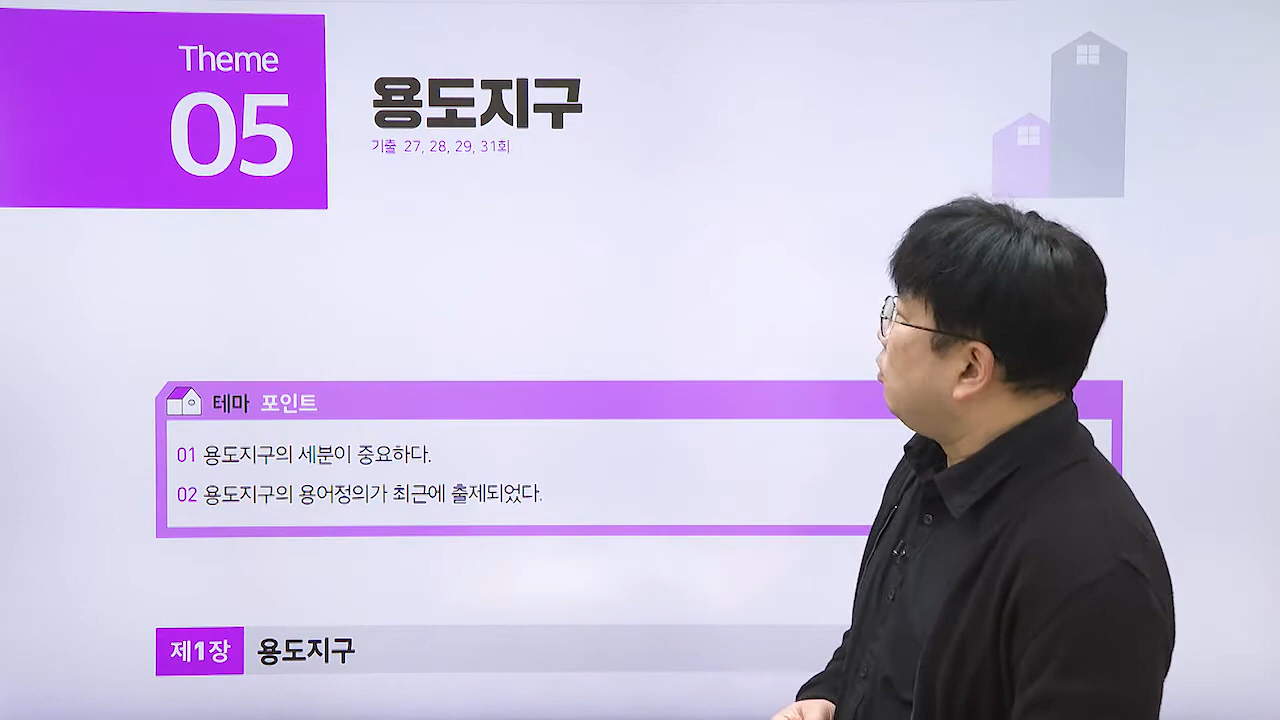 Theme
05
용도지구
기출 27, 28, 29, 31회
테마 포인트
01 용도지구의 세분이 중요하다.
02 용도지구의 용어정의가 최근에 출제되었다.
제1장 용도지구